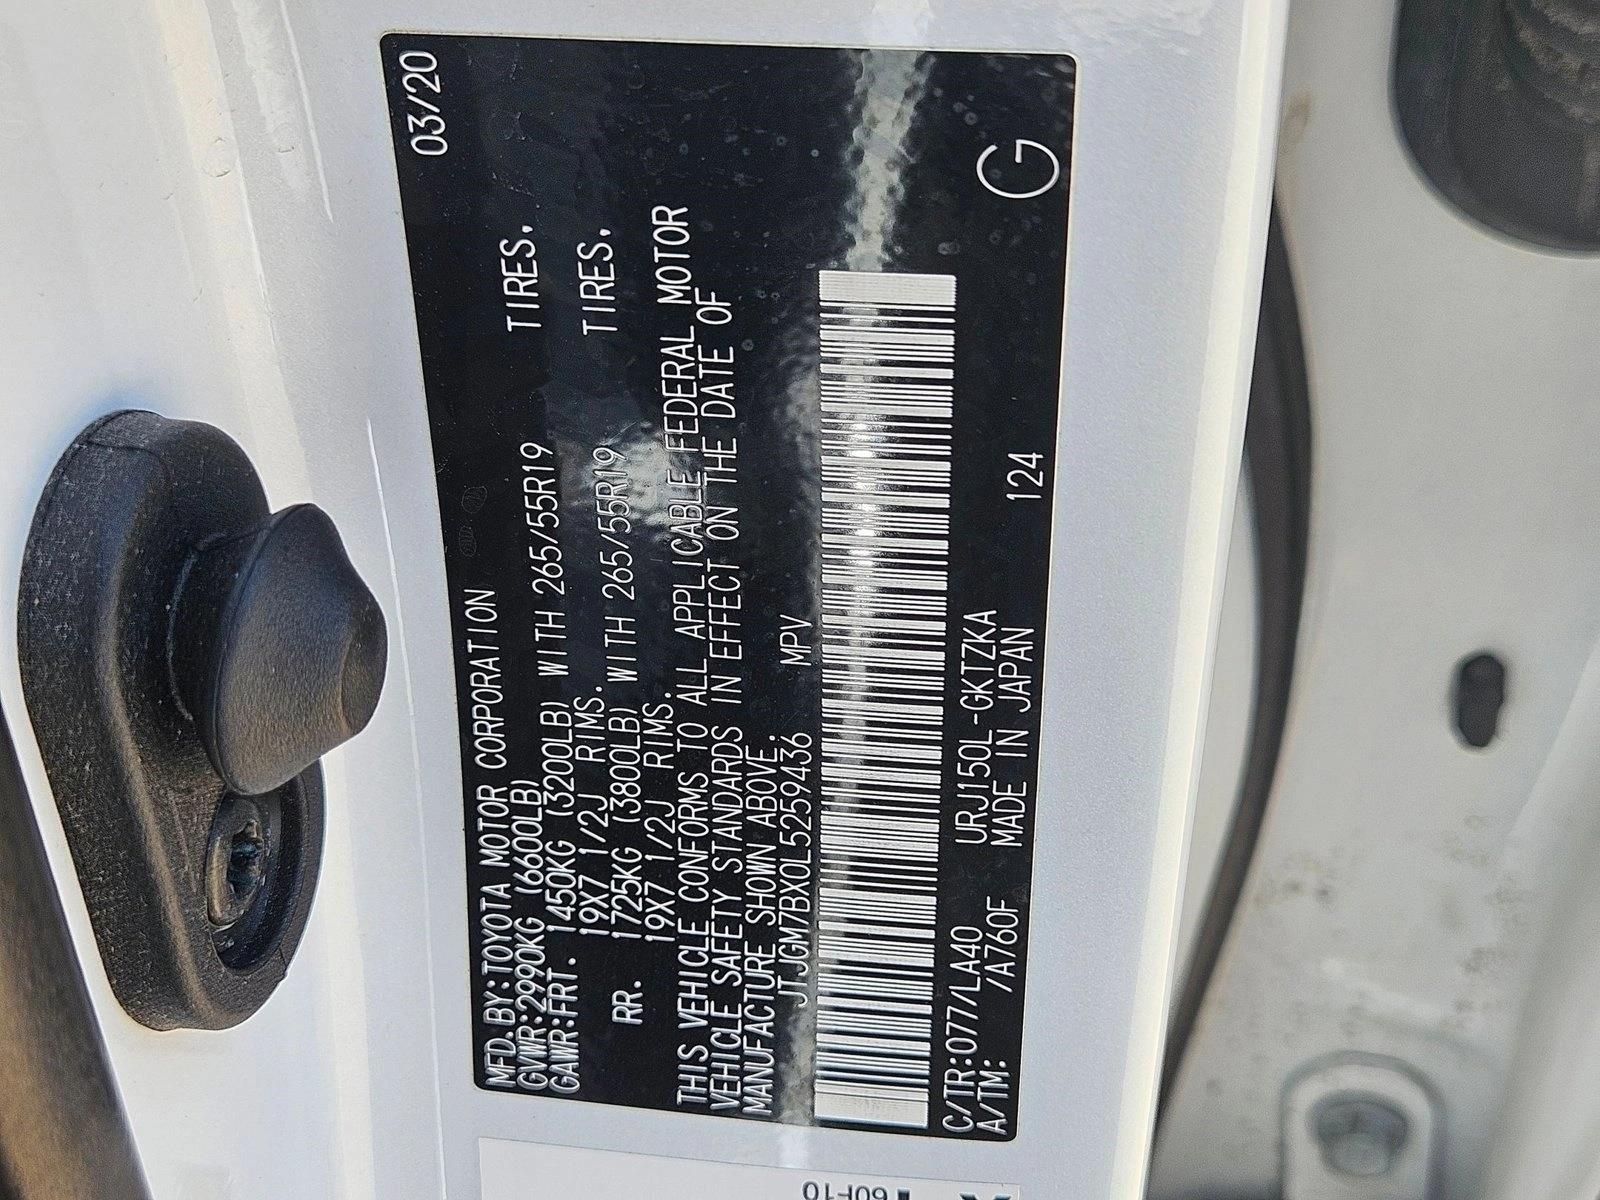 MFD.BY:TOYOTA MOTOR CORPORATION 03/20
GVWR:2990KG (6600LB)
GAWR:FRT. 1450KG (3200LB) WITH 265/55R19 TIRES.
19X7 1/2J RIMS.
RR. 1725KG (3800LB) WITH 265/55R19 TIRES.
19X7 1/2J RIMS.
THIS VEHICLE CONFORMS TO ALL APPLICABLE FEDERAL MOTOR
VEHICLE SAFETY STANDARDS IN EFFECT ON THE DATE OF
MANUFACTURE SHOWN ABOVE.
JTJGM7BX0L5259436 MPV
C/TR:077/LA40 URJ150L-GKTZKA
A/TM: /A760F MADE IN JAPAN 124 G